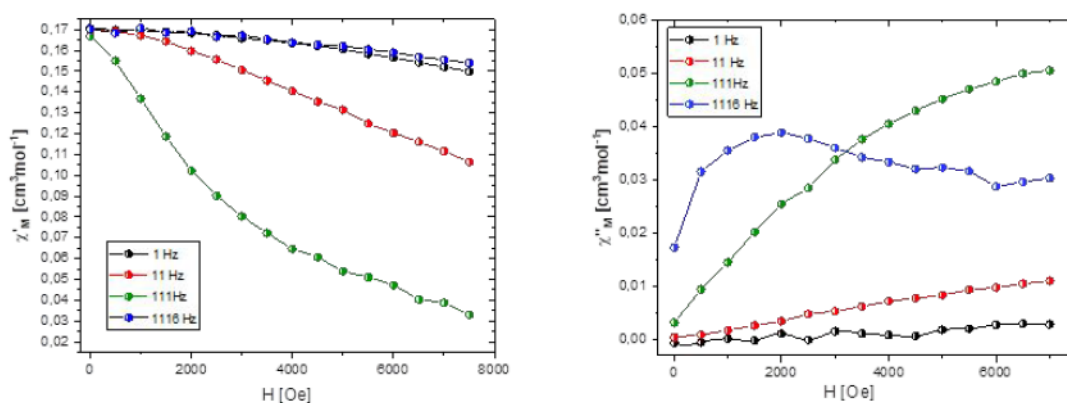 0,17
0,16
0,15
0,14
0,13
0,12
0,11
0,10
0,09
0,08
0,07
0,06
0,05
0,04
0,03
0,02
χ'M [cm³mol⁻¹]
1 Hz
11 Hz
111Hz
1116 Hz
0 2000 4000 6000 8000
H [Oe]
0,06
0,05
0,04
0,03
0,02
0,01
0,00
χ''M [cm³mol⁻¹]
1 Hz
11 Hz
111 Hz
1116 Hz
0 2000 4000 6000
H [Oe]